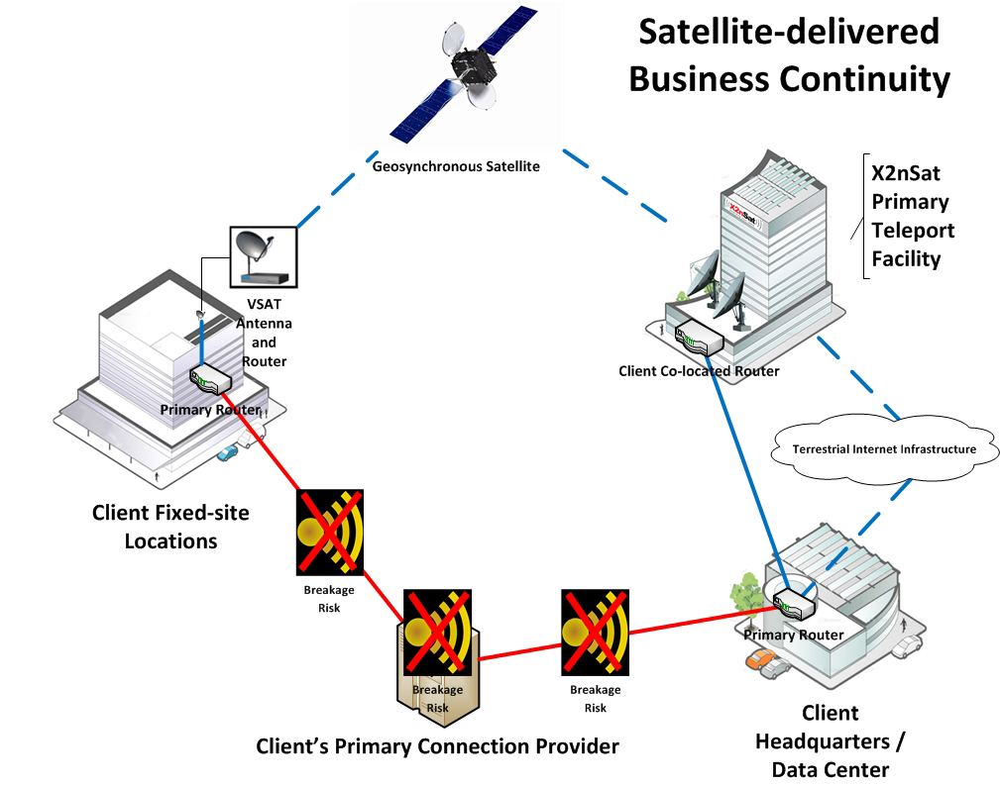 Satellite-delivered
Business Continuity
Geosynchronous Satellite
X2nSat
Primary
Teleport
Facility
X2nSat
VSAT
Antenna
and
Router
Client Co-located Router
Primary Router
Terrestrial Internet Infrastructure
Client Fixed-site
Locations
Breakage
Risk
Breakage
Risk
Breakage
Risk
Primary Router
Client's Primary Connection Provider
Client
Headquarters /
Data Center